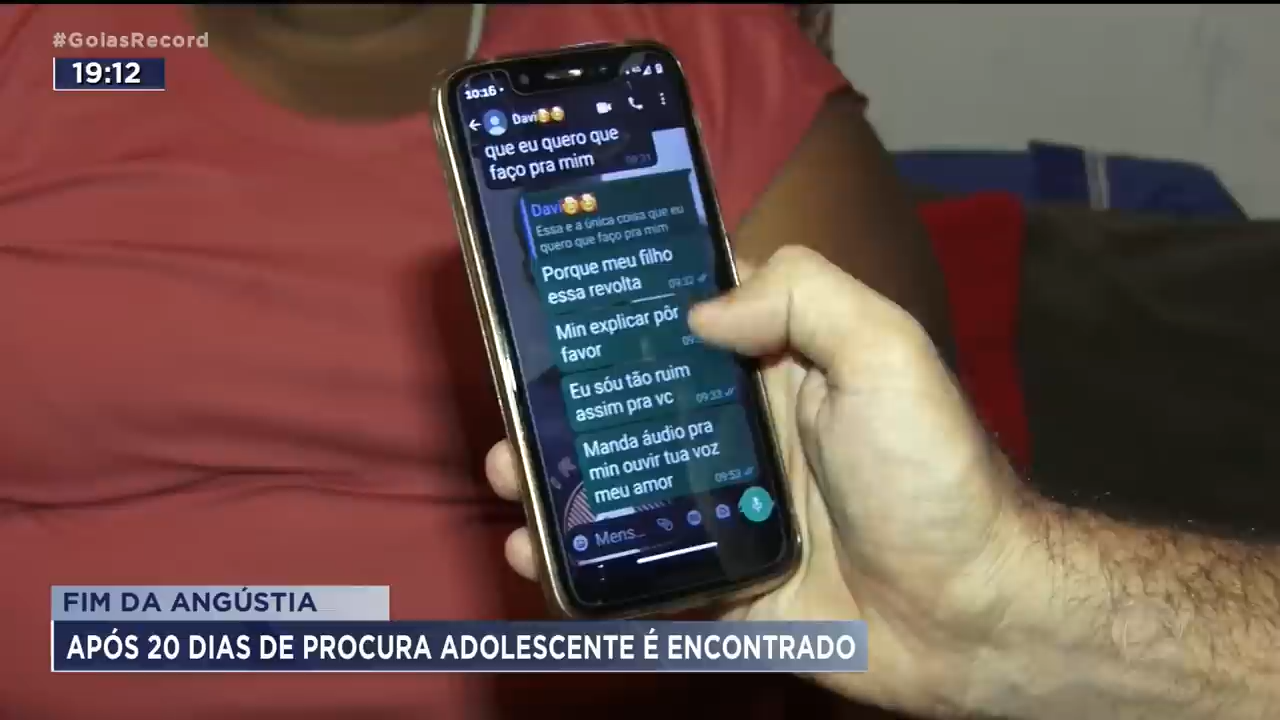 #GoiasRecord
19:12
10:16
Davi
que eu quero que
faço pra mim
09:31
Davi
Essa e a única coisa que eu
quero que faço pra mim
Porque meu filho
essa revolta
09:32
Min explicar pôr
favor
Eu sóu tão ruim
assim pra vc
09:33
Manda áudio pra
min ouvir tua voz
meu amor
09:53
Mens...
FIM DA ANGÚSTIA
APÓS 20 DIAS DE PROCURA ADOLESCENTE É ENCONTRADO